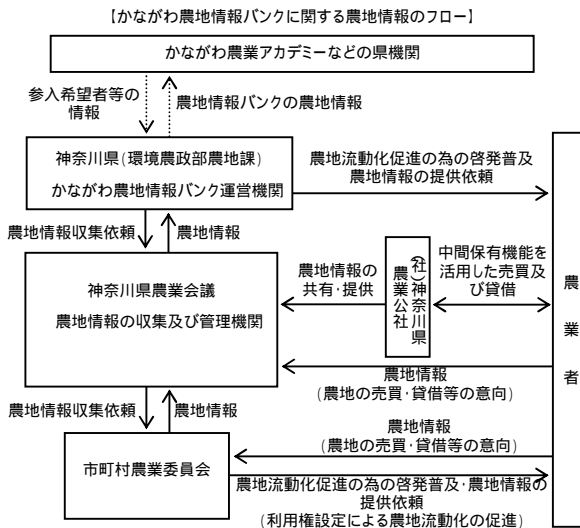 【かながわ農地情報バンクに関する農地情報のフロー】
かながわ農業アカデミーなどの県機関
参入希望者等の
情報
農地情報バンクの農地情報
神奈川県(環境農政部農地課)
かながわ農地情報バンク運営機関
農地流動化促進の為の啓発普及
農地情報の提供依頼
農地情報収集依頼
農地情報
神奈川県農業会議
農地情報の収集及び管理機関
農地情報の
共有・提供
(社)神奈川県
農業公社
中間保有機能を
活用した売買及
び貸借
農業者
農地情報
(農地の売買・貸借等の意向)
農地情報収集依頼
農地情報
農地情報
(農地の売買・貸借等の意向)
市町村農業委員会
農地流動化促進の為の啓発普及・農地情報の
提供依頼
(利用権設定による農地流動化の促進)